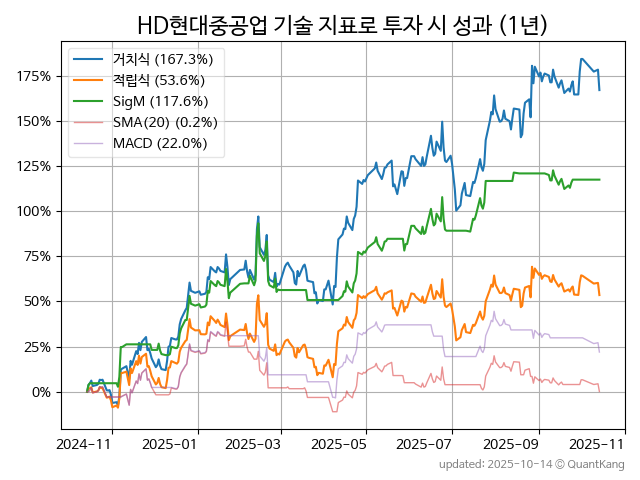 HD현대중공업 기술 지표로 투자 시 성과 (1년)
거치식 (167.3%)
적립식 (53.6%)
SigM (117.6%)
SMA(20) (0.2%)
MACD (22.0%)
175%
150%
125%
100%
75%
50%
25%
0%
2024-11 2025-01 2025-03 2025-05 2025-07 2025-09 2025-11
updated: 2025-10-14 © QuantKang